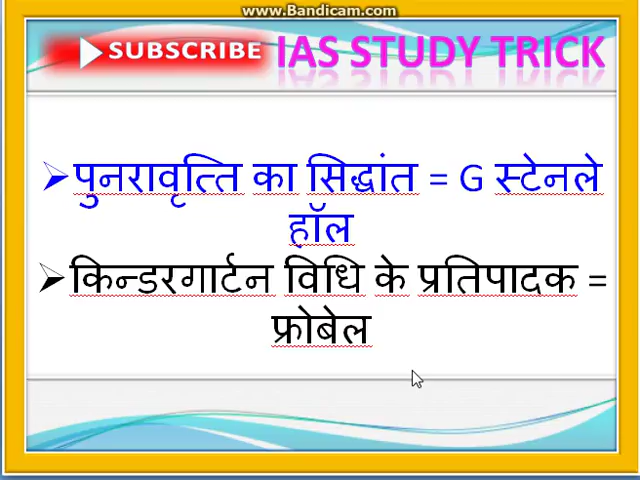 www.Bandicam.com
SUBSCRIBE IAS STUDY TRICK
➢पुनरावृत्ति का सिद्धांत = G स्टेनले
हॉल
➢किन्डरगार्टन विधि के प्रतिपादक =
फ्रोबेल